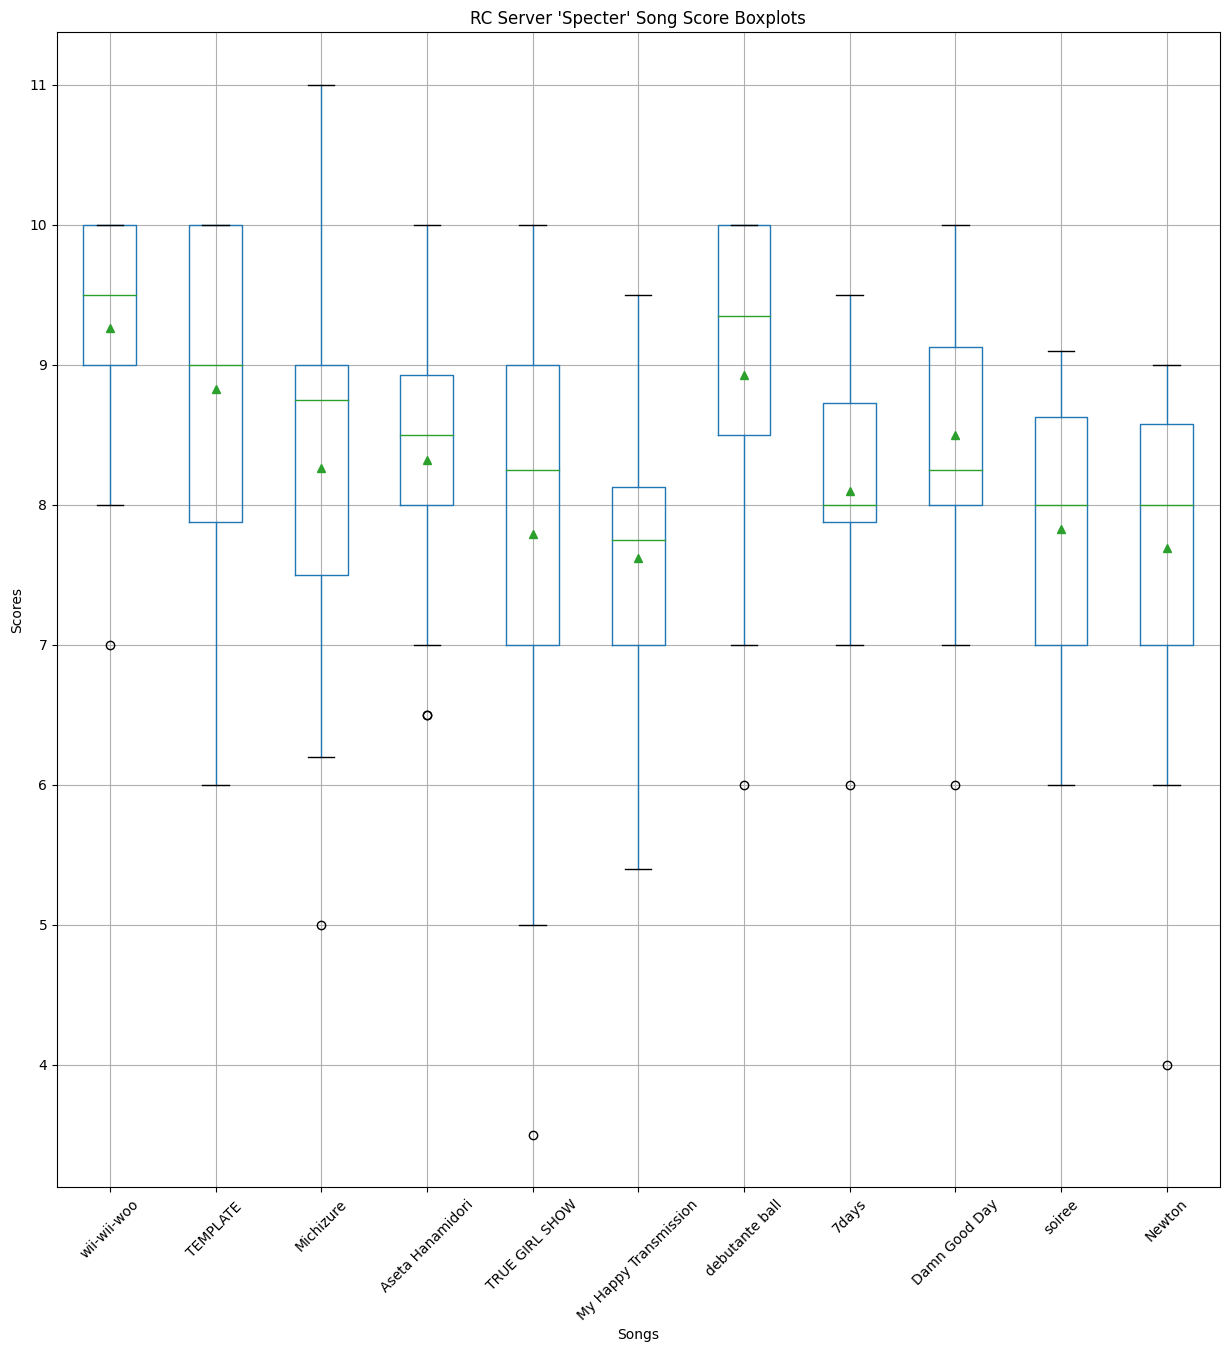 RC Server 'Specter' Song Score Boxplots
Scores
11
10
9
8
7
6
5
4
wii-wii-woo
TEMPLATE
Michizure
Aseta Hanamidori
TRUE GIRL SHOW
My Happy Transmission
debutante ball
7days
Damn Good Day
soiree
Newton
Songs